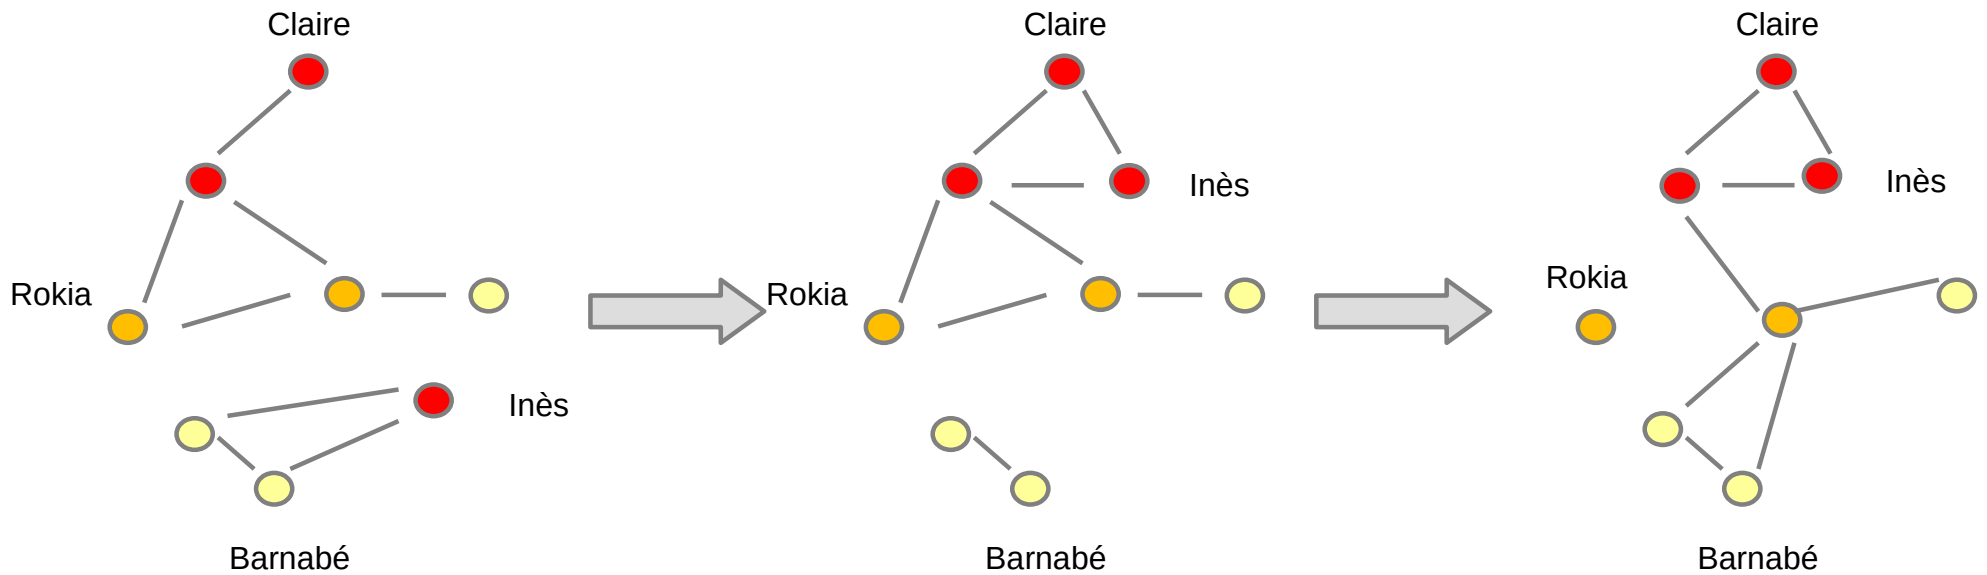 Claire
Rokia
Inès
Barnabé
Claire
Inès
Rokia
Barnabé
Claire
Inès
Rokia
Barnabé